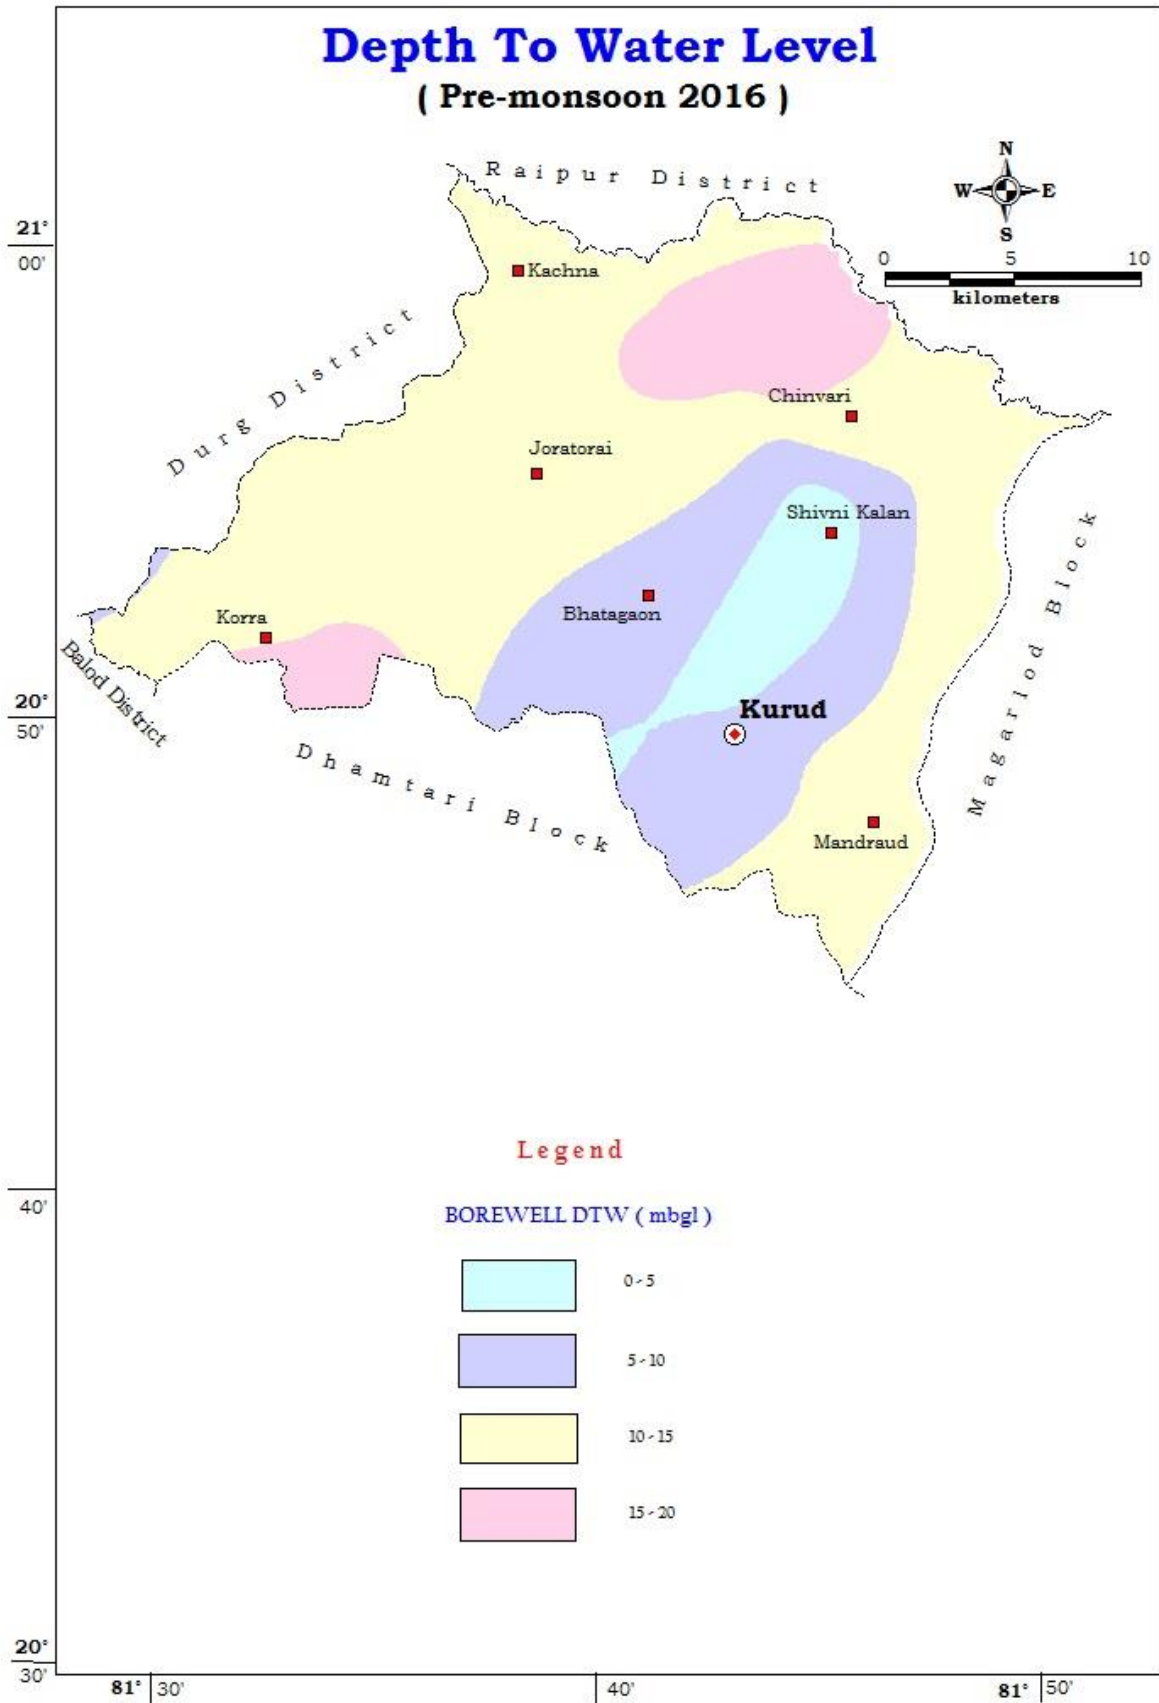 Depth To Water Level
( Pre-monsoon 2016 )
Raipur District
N
W E
S
21°
00'
0 5 10
kilometers
Kachna
Durg District
Chinvari
Joratorai
Shivni Kalan
Magarlod Block
Bhatagaon
Korra
Balod District
20°
50'
Kurud
Dhamtari Block
Mandraud
Legend
40'
BOREWELL DTW ( mbgl )
0 - 5
5 - 10
10 - 15
15 - 20
20°
30'
81° 30' 40' 81° 50'